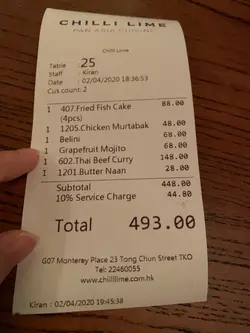 CHILLI LIME
PAN ASIA CUISINE
Chilli Lime
Table : 25
Staff : Kiran
Date : 02/04/2020 18:36:53
Cus count: 2
1 407.Fried Fish Cake 88.00
(4pcs)
1 1205.Chicken Murtabak 48.00
1 Belini 68.00
1 Grapefruit Mojito 68.00
1 602.Thai Beef Curry 148.00
1 1201.Butter Naan 28.00
Subtotal 448.00
10% Service Charge 44.80
Total 493.00
G07 Monterey Place 23 Tong Chun Street TKO
Tel: 22460055
www.chilllime.com.hk
Kiran : 02/04/2020 19:45:38